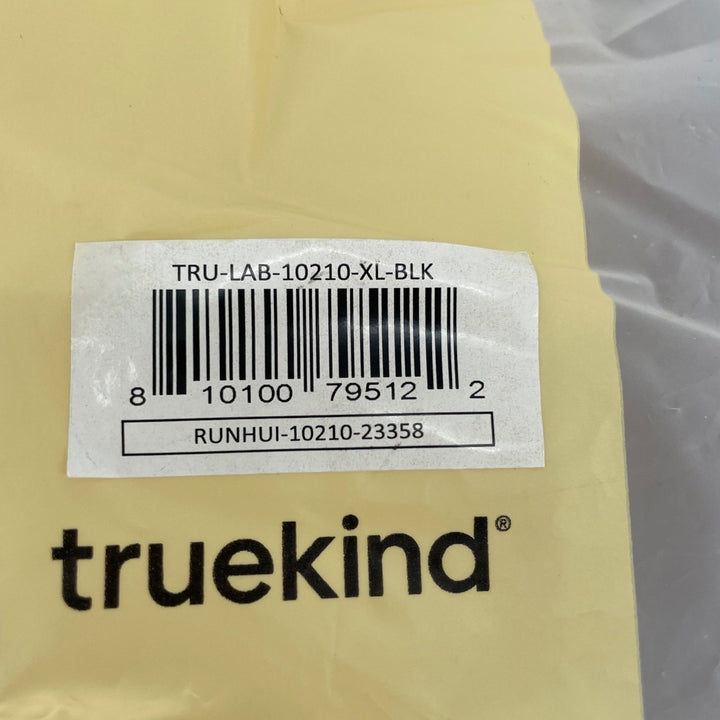 TRU-LAB-10210-XL-BLK
8 10100 79512 2
RUNHUI-10210-23358
truekind®